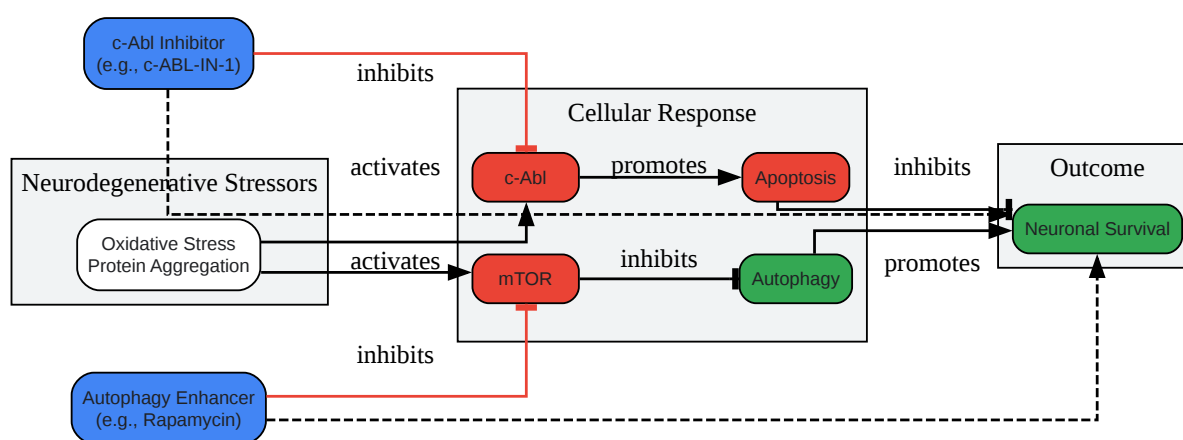 c-Abl Inhibitor
(e.g., c-ABL-IN-1)
inhibits
Cellular Response
activates
promotes
inhibits
Neurodegenerative Stressors
Outcome
c-Abl
Apoptosis
Oxidative Stress
Protein Aggregation
Neuronal Survival
activates
inhibits
promotes
mTOR
Autophagy
inhibits
Autophagy Enhancer
(e.g., Rapamycin)